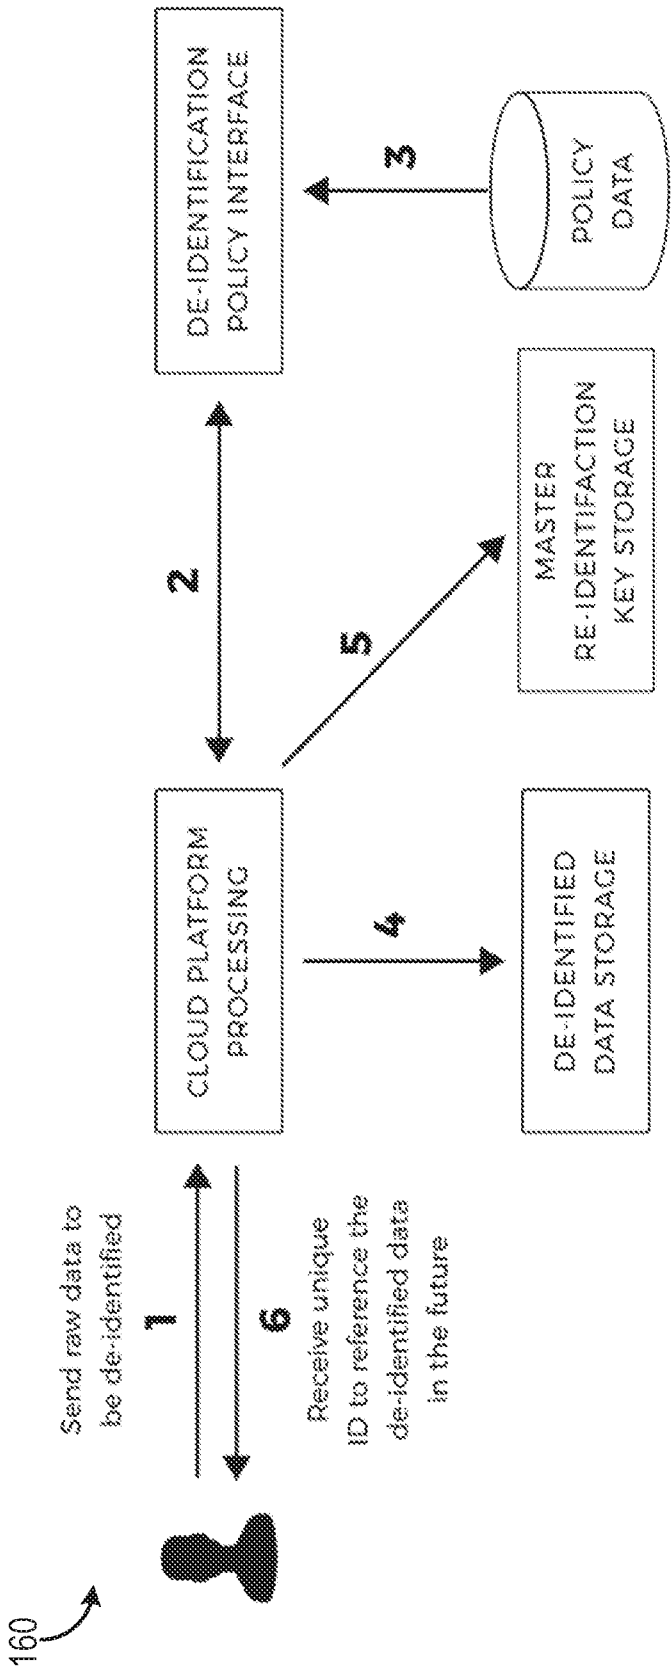 160
Send raw data to
be de-identified
1
6
Receive unique
ID to reference the
de-identified data
in the future
CLOUD PLATFORM
PROCESSING
2
DE-IDENTIFICATION
POLICY INTERFACE
4
5
3
DE-IDENTIFIED
DATA STORAGE
MASTER
RE-IDENTIFACTION
KEY STORAGE
POLICY
DATA